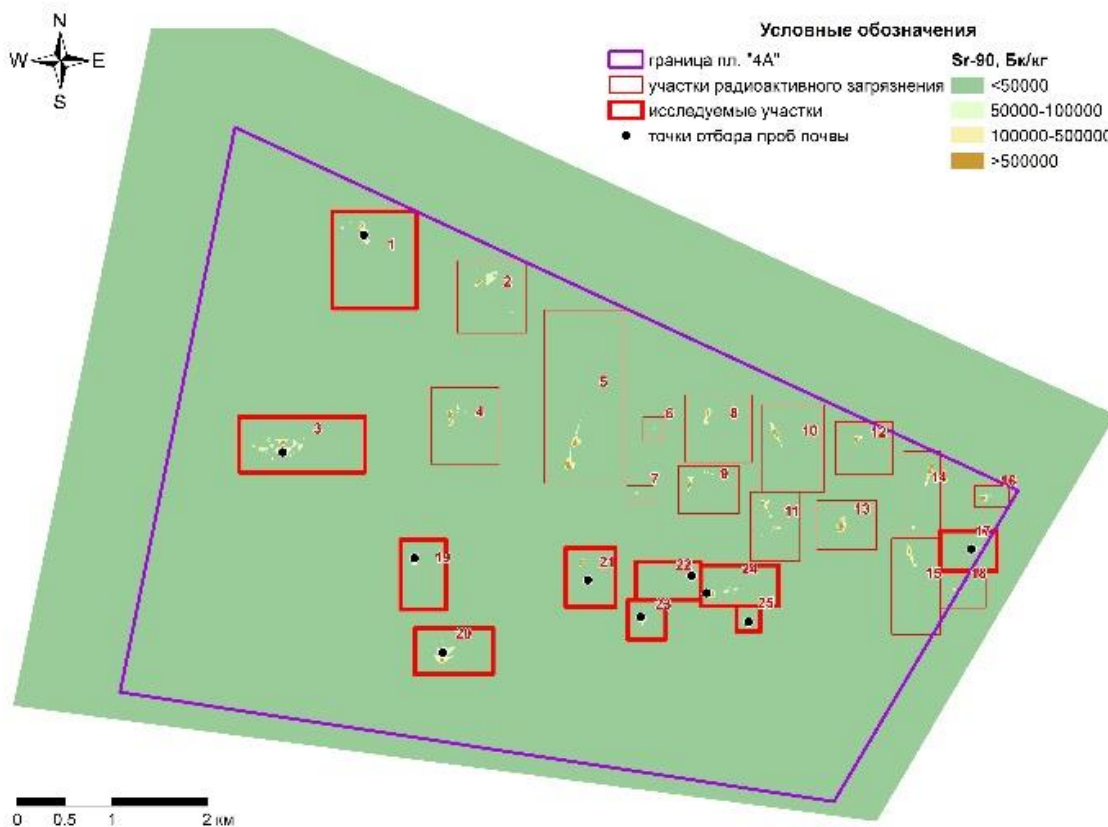 N
W E
S
Условные обозначения
граница пл. "4А"
участки радиоактивного загрязнения
исследуемые участки
точки отбора проб почвы
Sr-90, Бк/кг
<50000
50000-100000
100000-500000
>500000
1
2
3
4
5
6
7
8
9
10
11
12
13
14
15
16
17
18
19
20
21
22
23
24
25
0 0.5 1 2 км